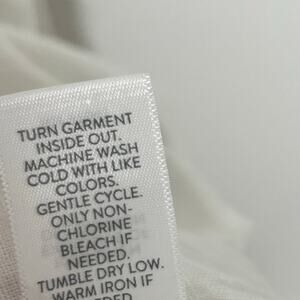 TURN GARMENT
INSIDE OUT.
MACHINE WASH
COLD WITH LIKE
COLORS.
GENTLE CYCLE.
ONLY NON-
CHLORINE
BLEACH IF
NEEDED.
TUMBLE DRY LOW.
WARM IRON IF